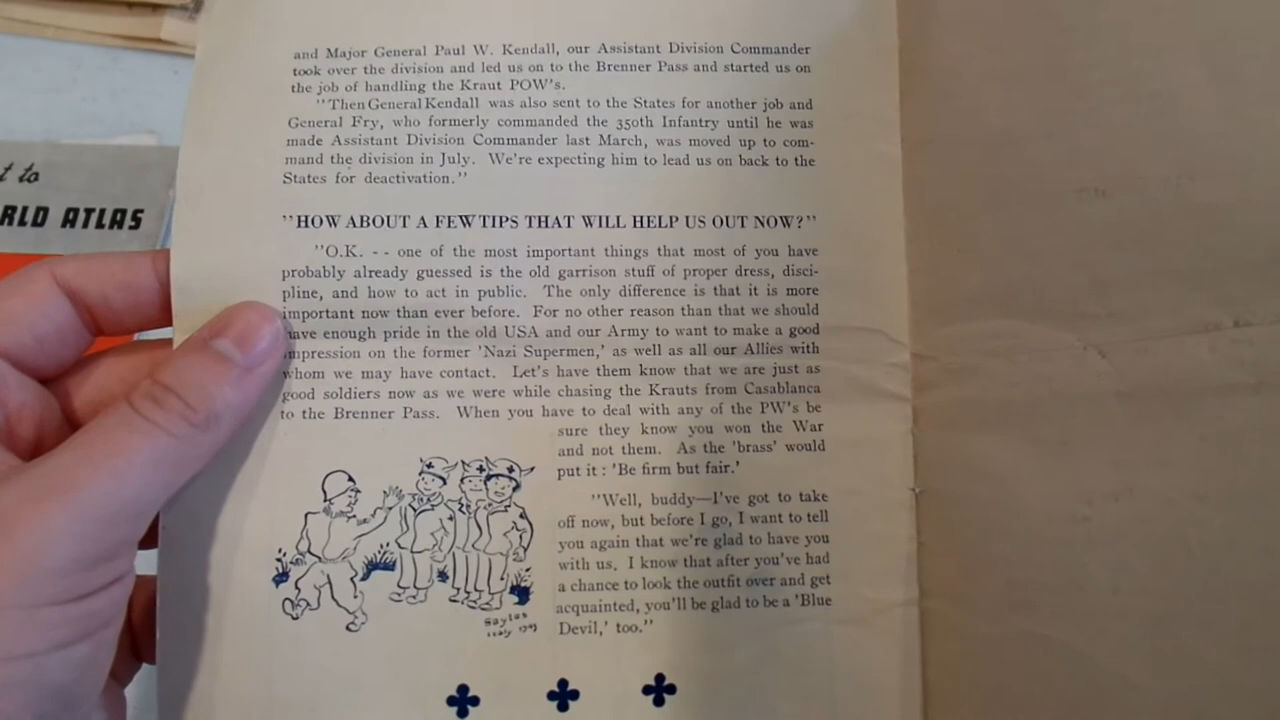 t to
RLD ATLAS
and Major General Paul W. Kendall, our Assistant Division Commander
took over the division and led us on to the Brenner Pass and started us on
the job of handling the Kraut POW's.
"Then General Kendall was also sent to the States for another job and
General Fry, who formerly commanded the 350th Infantry until he was
made Assistant Division Commander last March, was moved up to com-
mand the division in July. We're expecting him to lead us on back to the
States for deactivation."
"HOW ABOUT A FEW TIPS THAT WILL HELP US OUT NOW?"
"O.K. - - one of the most important things that most of you have
probably already guessed is the old garrison stuff of proper dress, disci-
pline, and how to act in public. The only difference is that it is more
important now than ever before. For no other reason than that we should
have enough pride in the old USA and our Army to want to make a good
impression on the former 'Nazi Supermen,' as well as all our Allies with
whom we may have contact. Let's have them know that we are just as
good soldiers now as we were while chasing the Krauts from Casablanca
to the Brenner Pass. When you have to deal with any of the PW's be
sure they know you won the War
and not them. As the 'brass' would
put it : 'Be firm but fair.'
"Well, buddy—I've got to take
off now, but before I go, I want to tell
you again that we're glad to have you
with us. I know that after you've had
a chance to look the outfit over and get
acquainted, you'll be glad to be a 'Blue
Devil,' too."
Italy